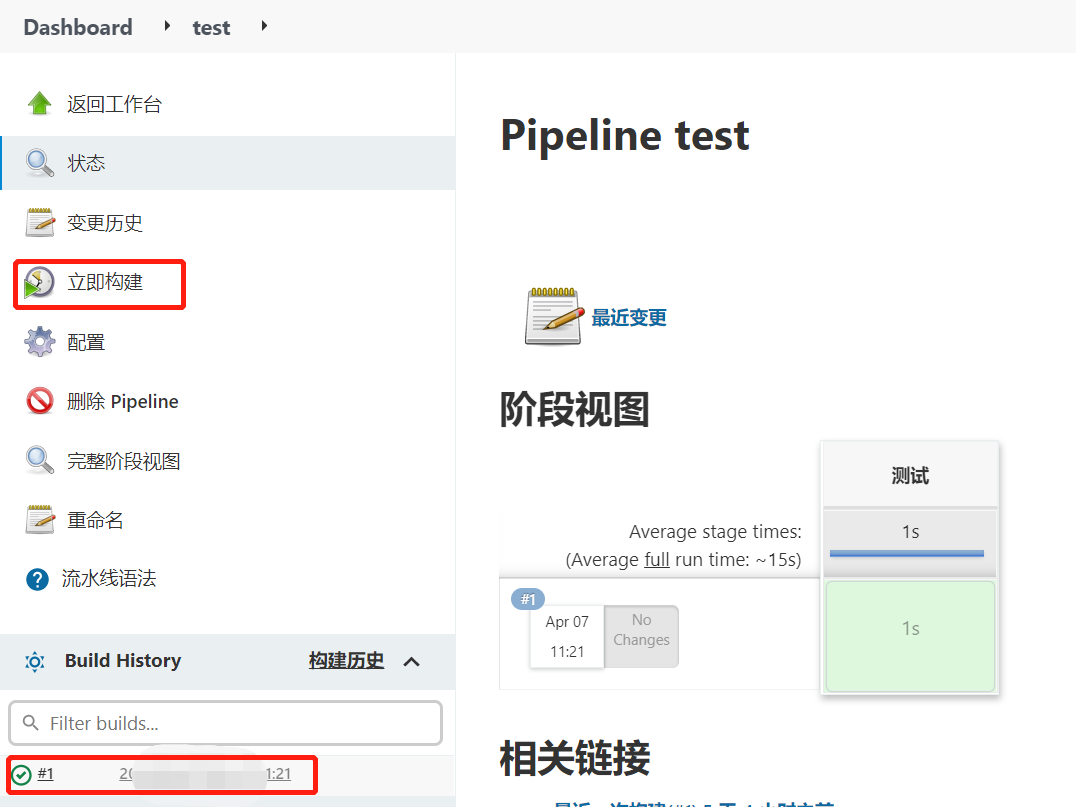 Dashboard test
返回工作台
状态
变更历史
立即构建
配置
删除 Pipeline
完整阶段视图
重命名
流水线语法
Build History 构建历史
Filter builds...
#1 20 1:21
Pipeline test
最近变更
阶段视图
测试
Average stage times:
(Average full run time: ~15s)
1s
#1
Apr 07
11:21
No
Changes
1s
相关链接